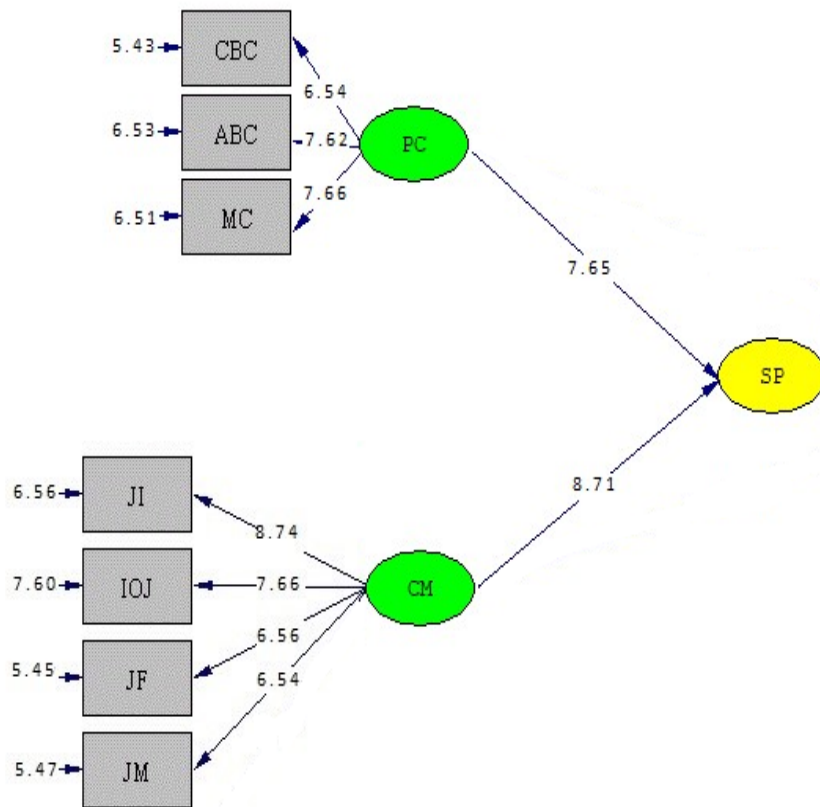 5.43 CBC
6.54
6.53 ABC 7.62 PC
7.66
6.51 MC
7.65
SP
6.56 JI 8.71
8.74
7.60 IOJ 7.66 CM
6.56
5.45 JF
6.54
5.47 JM